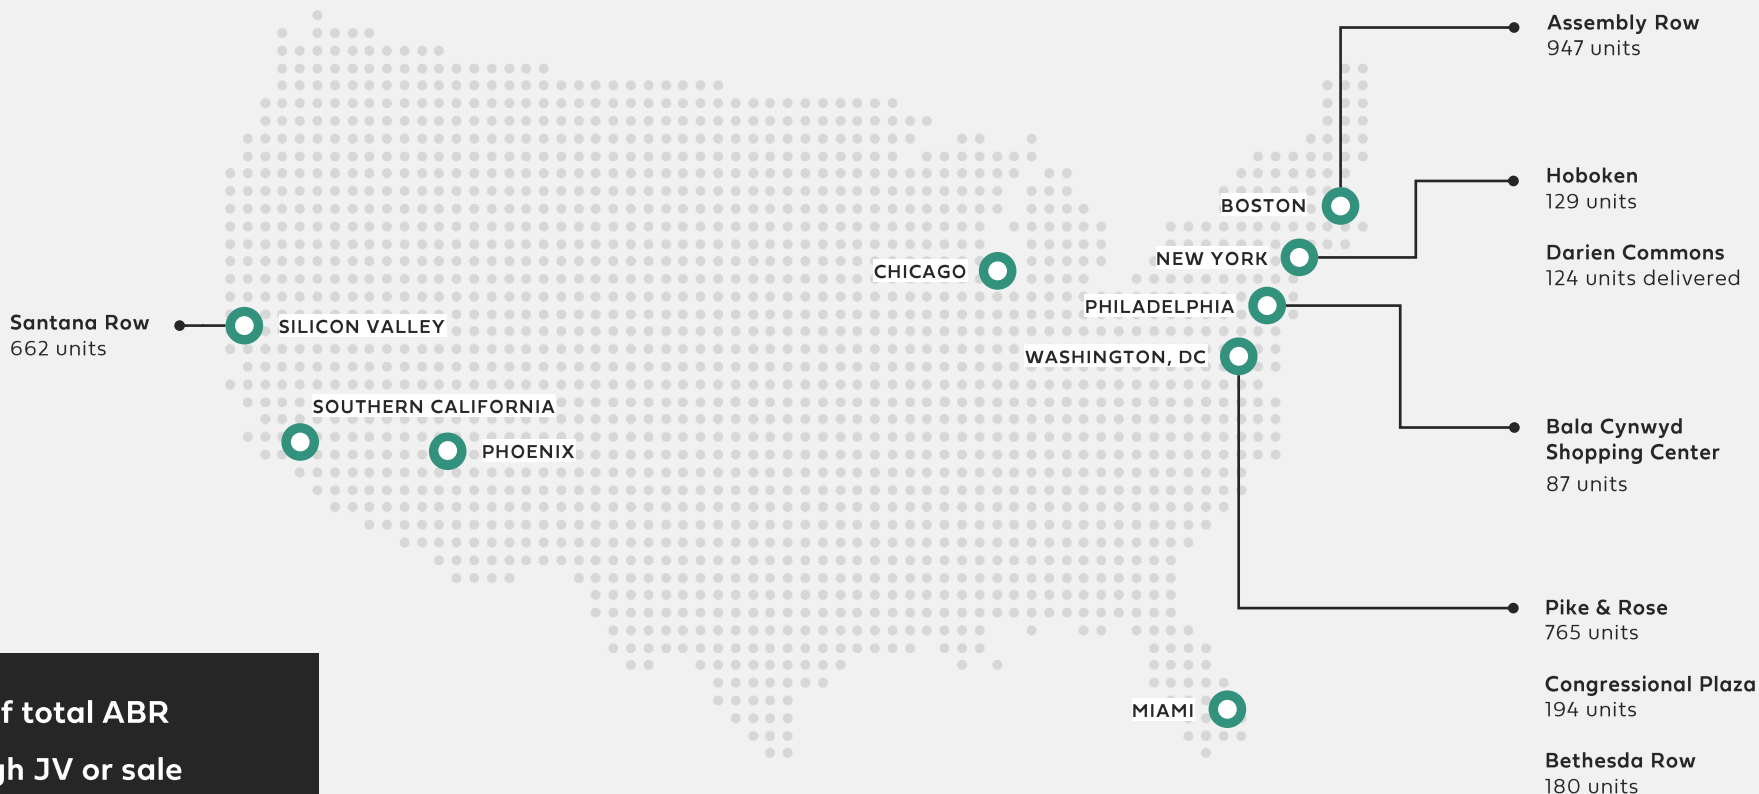 Assembly Row
947 units
Hoboken
129 units
BOSTON
NEW YORK
Darien Commons
124 units delivered
CHICAGO
PHILADELPHIA
Santana Row
662 units
SILICON VALLEY
WASHINGTON, DC
SOUTHERN CALIFORNIA
PHOENIX
Bala Cynwyd
Shopping Center
87 units
Pike & Rose
765 units
Congressional Plaza
194 units
MIAMI
Bethesda Row
180 units
f total ABR
gh JV or sale